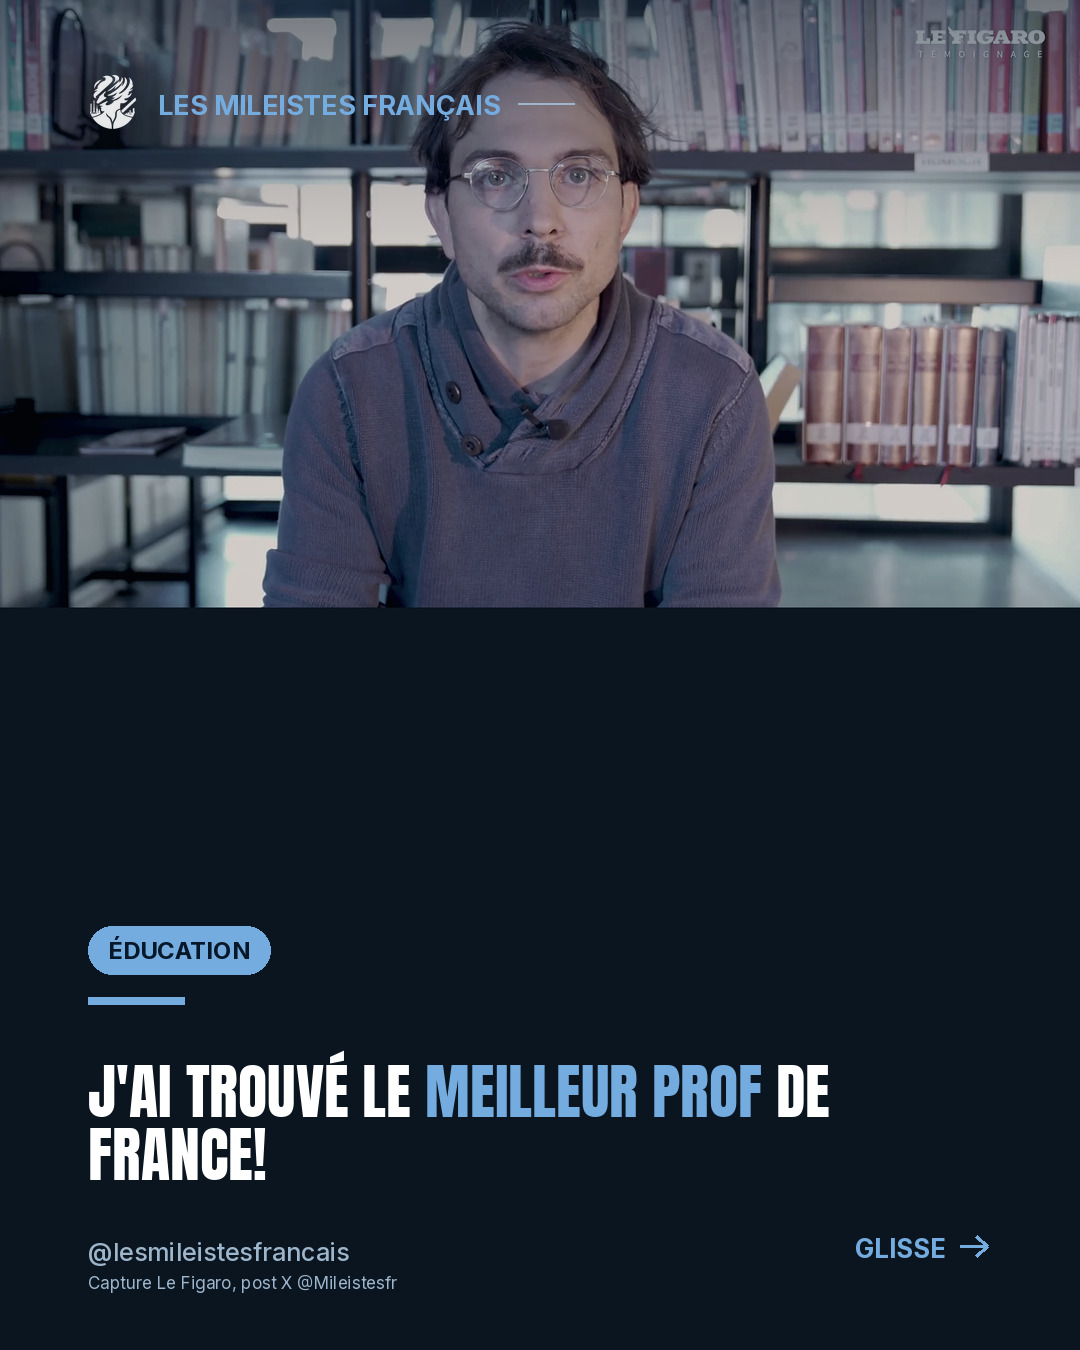 LE FIGARO
TÉMOIGNAGE
LES MILEISTES FRANÇAIS
ÉDUCATION
J'AI TROUVÉ LE MEILLEUR PROF DE
FRANCE!
@lesmileistesfrancais
GLISSE →
Capture Le Figaro, post X @Mileistesfr